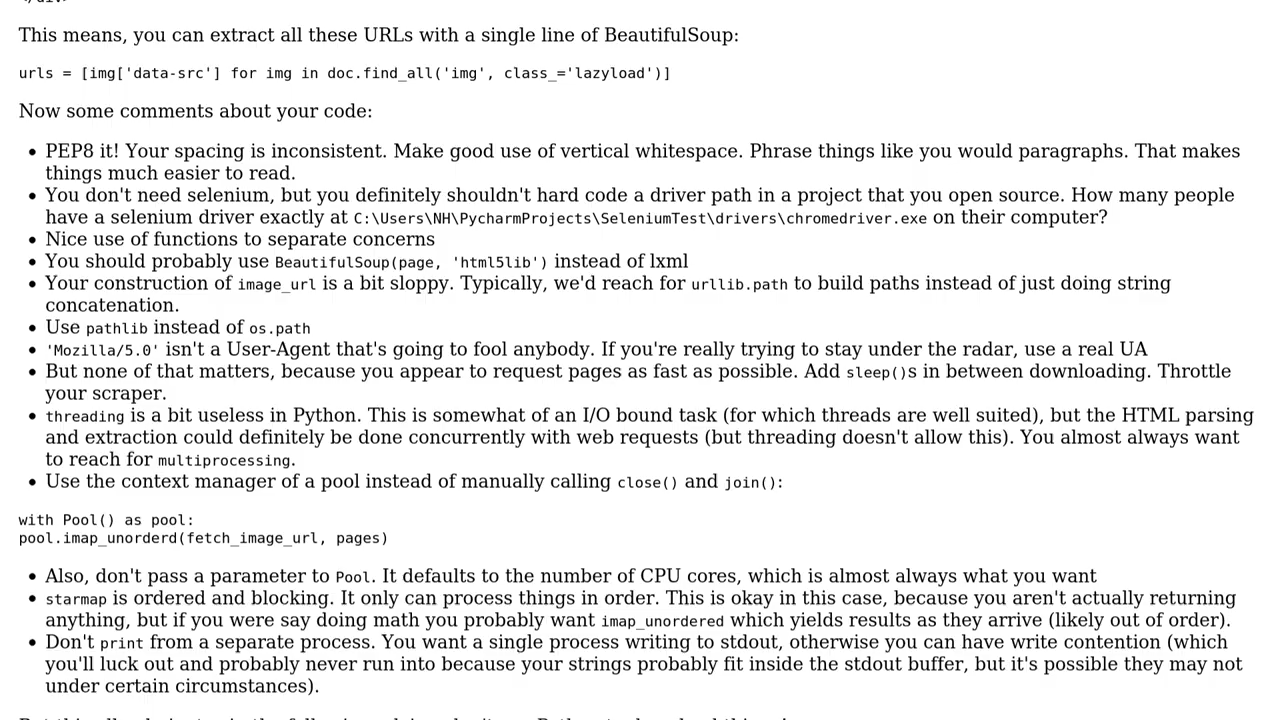 This means, you can extract all these URLs with a single line of BeautifulSoup:
urls = [img['data-src'] for img in doc.find_all('img', class_='lazyload')]
Now some comments about your code:
• PEP8 it! Your spacing is inconsistent. Make good use of vertical whitespace. Phrase things like you would paragraphs. That makes
things much easier to read.
• You don't need selenium, but you definitely shouldn't hard code a driver path in a project that you open source. How many people
have a selenium driver exactly at C:\Users\NH\PycharmProjects\SeleniumTest\drivers\chromedriver.exe on their computer?
• Nice use of functions to separate concerns
• You should probably use BeautifulSoup(page, 'html5lib') instead of lxml
• Your construction of image_url is a bit sloppy. Typically, we'd reach for urllib.path to build paths instead of just doing string
concatenation.
• Use pathlib instead of os.path
• 'Mozilla/5.0' isn't a User-Agent that's going to fool anybody. If you're really trying to stay under the radar, use a real UA
• But none of that matters, because you appear to request pages as fast as possible. Add sleep()s in between downloading. Throttle
your scraper.
• threading is a bit useless in Python. This is somewhat of an I/O bound task (for which threads are well suited), but the HTML parsing
and extraction could definitely be done concurrently with web requests (but threading doesn't allow this). You almost always want
to reach for multiprocessing.
• Use the context manager of a pool instead of manually calling close() and join():
with Pool() as pool:
pool.imap_unorderd(fetch_image_url, pages)
• Also, don't pass a parameter to Pool. It defaults to the number of CPU cores, which is almost always what you want
• starmap is ordered and blocking. It only can process things in order. This is okay in this case, because you aren't actually returning
anything, but if you were say doing math you probably want imap_unordered which yields results as they arrive (likely out of order).
• Don't print from a separate process. You want a single process writing to stdout, otherwise you can have write contention (which
you'll luck out and probably never run into because your strings probably fit inside the stdout buffer, but it's possible they may not
under certain circumstances).